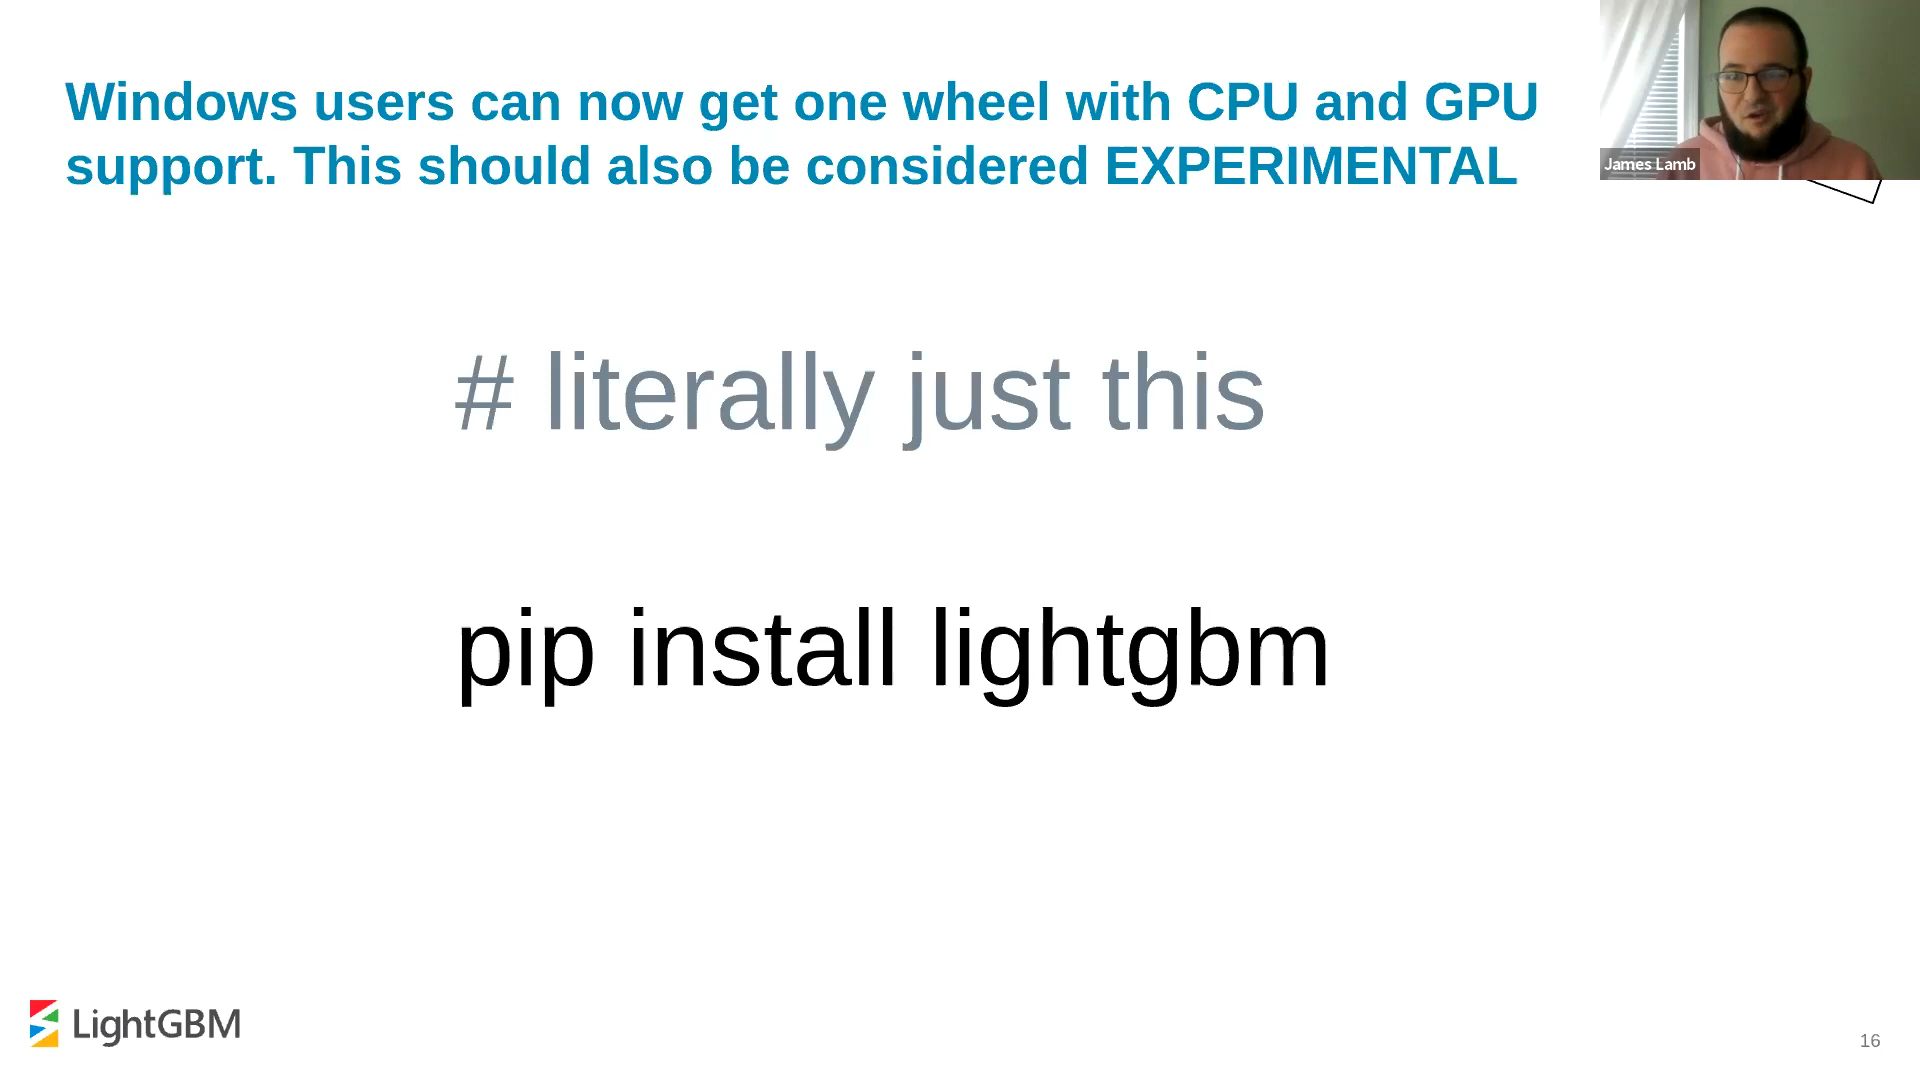 Windows users can now get one wheel with CPU and GPU
support. This should also be considered EXPERIMENTAL
James Lamb
# literally just this
pip install lightgbm
LightGBM
16